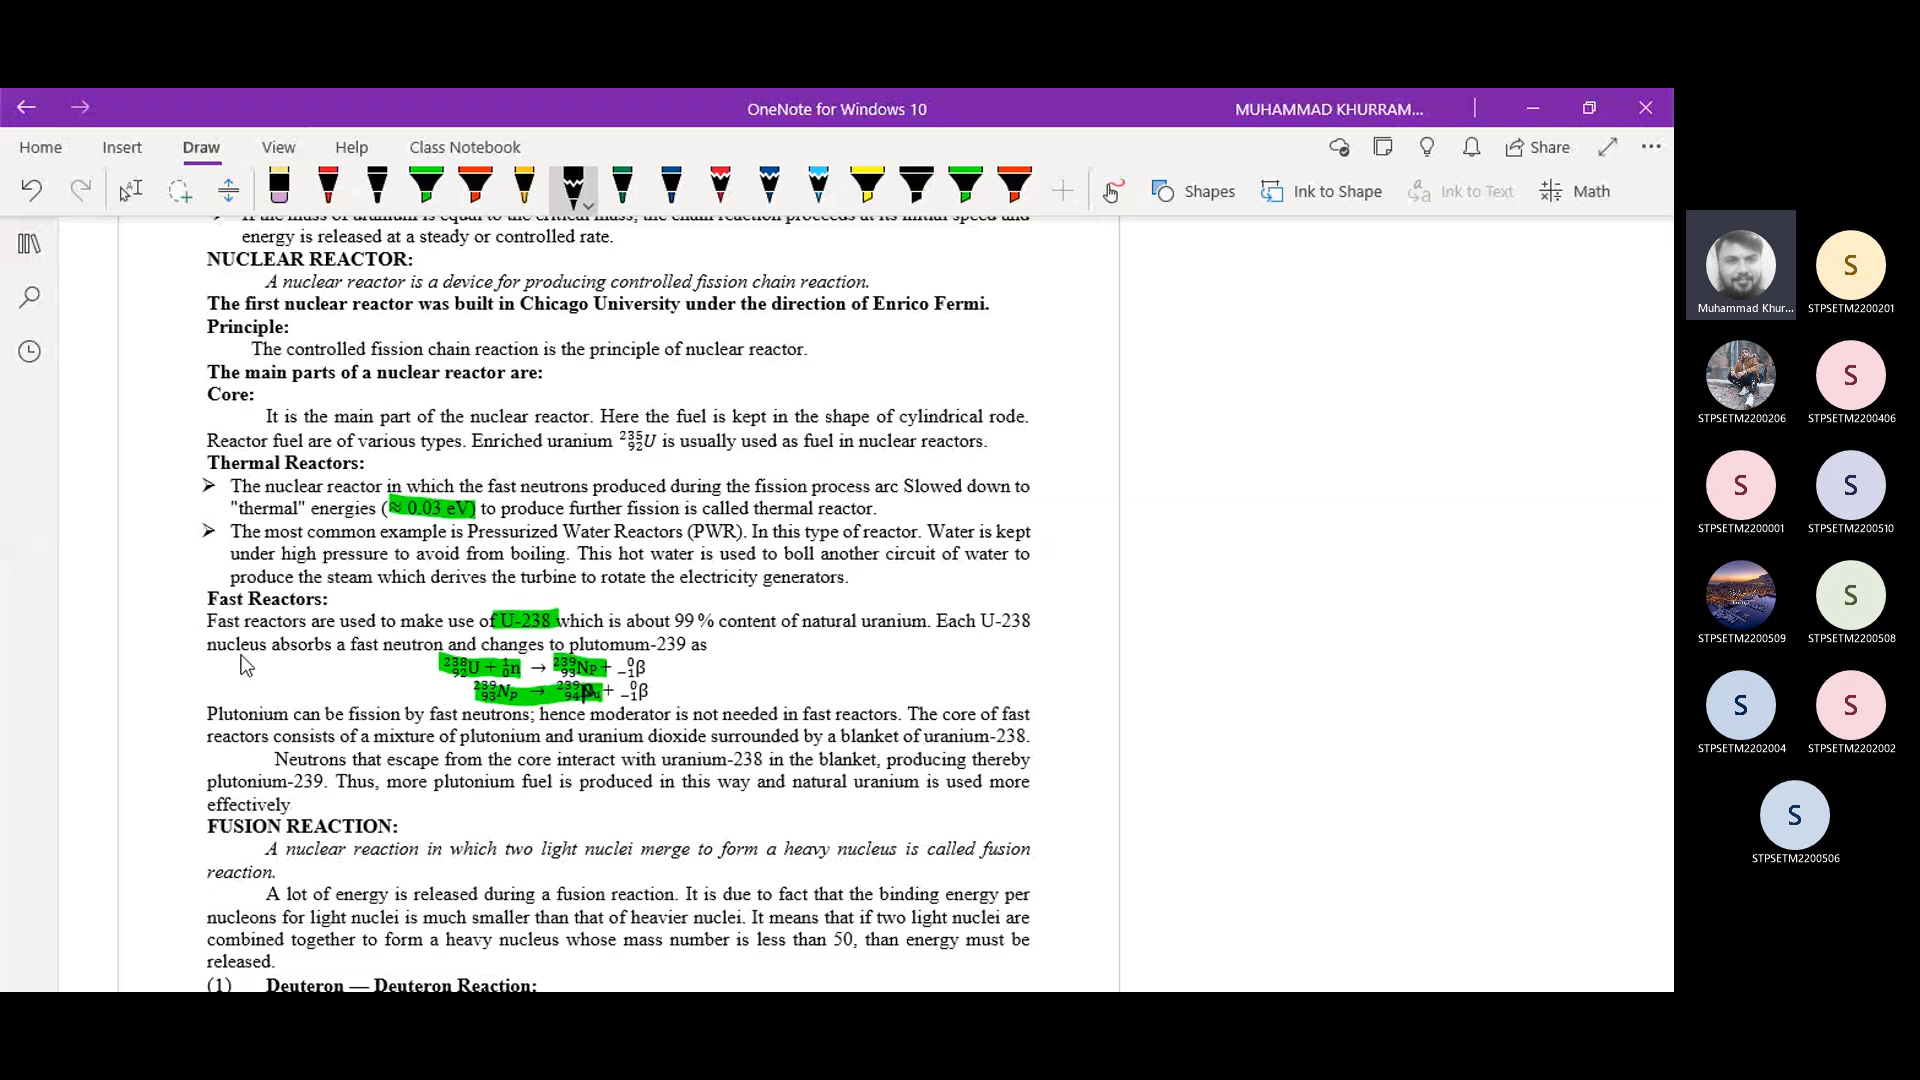 OneNote for Windows 10
MUHAMMAD KHURRAM...
Home Insert Draw View Help Class Notebook
Share
Shapes Ink to Shape Ink to Text Math
If the mass of uranium is equal to the critical mass, the chain reaction proceeds at its initial speed and
energy is released at a steady or controlled rate.
NUCLEAR REACTOR:
A nuclear reactor is a device for producing controlled fission chain reaction.
The first nuclear reactor was built in Chicago University under the direction of Enrico Fermi.
Principle:
The controlled fission chain reaction is the principle of nuclear reactor.
The main parts of a nuclear reactor are:
Core:
It is the main part of the nuclear reactor. Here the fuel is kept in the shape of cylindrical rode.
Reactor fuel are of various types. Enriched uranium ²³⁵₉₂U is usually used as fuel in nuclear reactors.
Thermal Reactors:
➢ The nuclear reactor in which the fast neutrons produced during the fission process arc Slowed down to
"thermal" energies (≈ 0.03 eV) to produce further fission is called thermal reactor.
➢ The most common example is Pressurized Water Reactors (PWR). In this type of reactor. Water is kept
under high pressure to avoid from boiling. This hot water is used to boll another circuit of water to
produce the steam which derives the turbine to rotate the electricity generators.
Fast Reactors:
Fast reactors are used to make use of U-238 which is about 99 % content of natural uranium. Each U-238
nucleus absorbs a fast neutron and changes to plutomum-239 as
²³⁸₉₂U + ¹₀n → ²³⁹₉₃Np + ⁰₋₁β
²³⁹₉₃Np → ²³⁹₉₄Pu + ⁰₋₁β
Plutonium can be fission by fast neutrons; hence moderator is not needed in fast reactors. The core of fast
reactors consists of a mixture of plutonium and uranium dioxide surrounded by a blanket of uranium-238.
Neutrons that escape from the core interact with uranium-238 in the blanket, producing thereby
plutonium-239. Thus, more plutonium fuel is produced in this way and natural uranium is used more
effectively
FUSION REACTION:
A nuclear reaction in which two light nuclei merge to form a heavy nucleus is called fusion
reaction.
A lot of energy is released during a fusion reaction. It is due to fact that the binding energy per
nucleons for light nuclei is much smaller than that of heavier nuclei. It means that if two light nuclei are
combined together to form a heavy nucleus whose mass number is less than 50, than energy must be
released.
(1) Deuteron — Deuteron Reaction:
S
Muhammad Khur... STPSETM2200201
S
STPSETM2200206 STPSETM2200406
S S
STPSETM2200001 STPSETM2200510
S
STPSETM2200509 STPSETM2200508
S S
STPSETM2202004 STPSETM2202002
S
STPSETM2200506